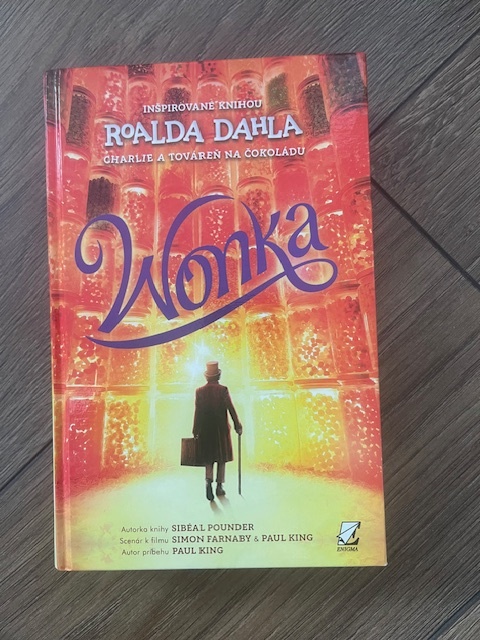 INŠPIROVANÉ KNIHOU
ROALDA DAHLA
CHARLIE A TOVÁREŇ NA ČOKOLÁDU
Wonka
Autorka knihy SIBÉAL POUNDER
Scenár k filmu SIMON FARNABY & PAUL KING
Autor príbehu PAUL KING
ENIGMA